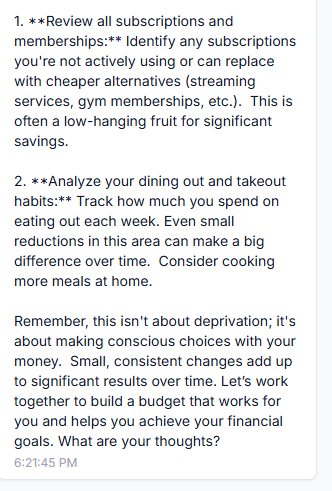 1. **Review all subscriptions and
memberships:** Identify any subscriptions
you're not actively using or can replace
with cheaper alternatives (streaming
services, gym memberships, etc.).  This is
often a low-hanging fruit for significant
savings.
2. **Analyze your dining out and takeout
habits:** Track how much you spend on
eating out each week. Even small
reductions in this area can make a big
difference over time.  Consider cooking
more meals at home.
Remember, this isn't about deprivation; it's
about making conscious choices with your
money.  Small, consistent changes add up
to significant results over time. Let’s work
together to build a budget that works for
you and helps you achieve your financial
goals. What are your thoughts?
6:21:45 PM